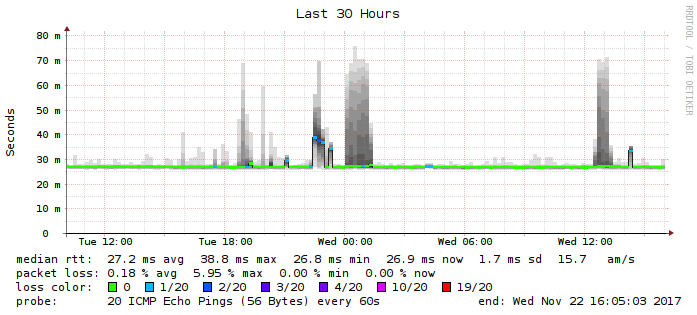 Last 30 Hours
RRDTOOL / TOBI OETIKER
Seconds
80 m
70 m
60 m
50 m
40 m
30 m
20 m
10 m
0
Tue 12:00 Tue 18:00 Wed 00:00 Wed 06:00 Wed 12:00
median rtt: 27.2 ms avg 38.8 ms max 26.8 ms min 26.9 ms now 1.7 ms sd 15.7 am/s
packet loss: 0.18 % avg 5.95 % max 0.00 % min 0.00 % now
loss color: 0 1/20 2/20 3/20 4/20 10/20 19/20
probe: 20 ICMP Echo Pings (56 Bytes) every 60s end: Wed Nov 22 16:05:03 2017